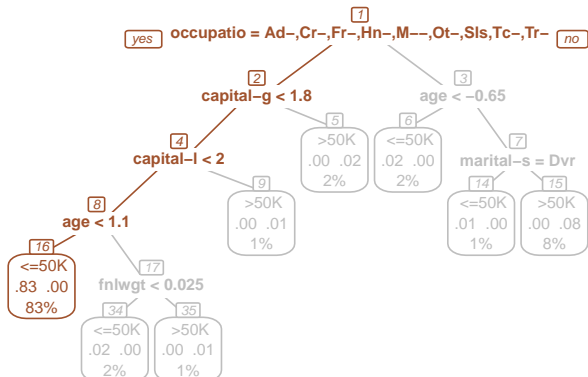 1
yes occupatio = Ad−,Cr−,Fr−,Hn−,M−−,Ot−,Sls,Tc−,Tr− no
2
capital−g < 1.8
3
age < −0.65
4
capital−l < 2
5
>50K
.00 .02
2%
6
<=50K
.02 .00
2%
7
marital−s = Dvr
8
age < 1.1
9
>50K
.00 .01
1%
14
<=50K
.01 .00
1%
15
>50K
.00 .08
8%
16
<=50K
.83 .00
83%
17
fnlwgt < 0.025
34
<=50K
.02 .00
2%
35
>50K
.00 .01
1%